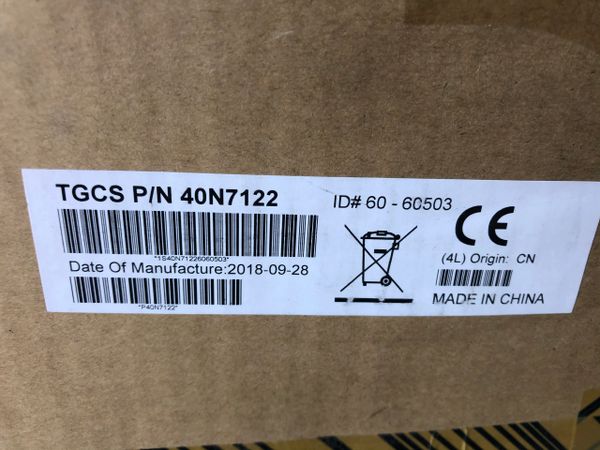 TGCS P/N 40N7122
*1S40N71226060503*
Date Of Manufacture:2018-09-28
*P40N7122*
ID# 60 - 60503
CE
(4L) Origin: CN
MADE IN CHINA